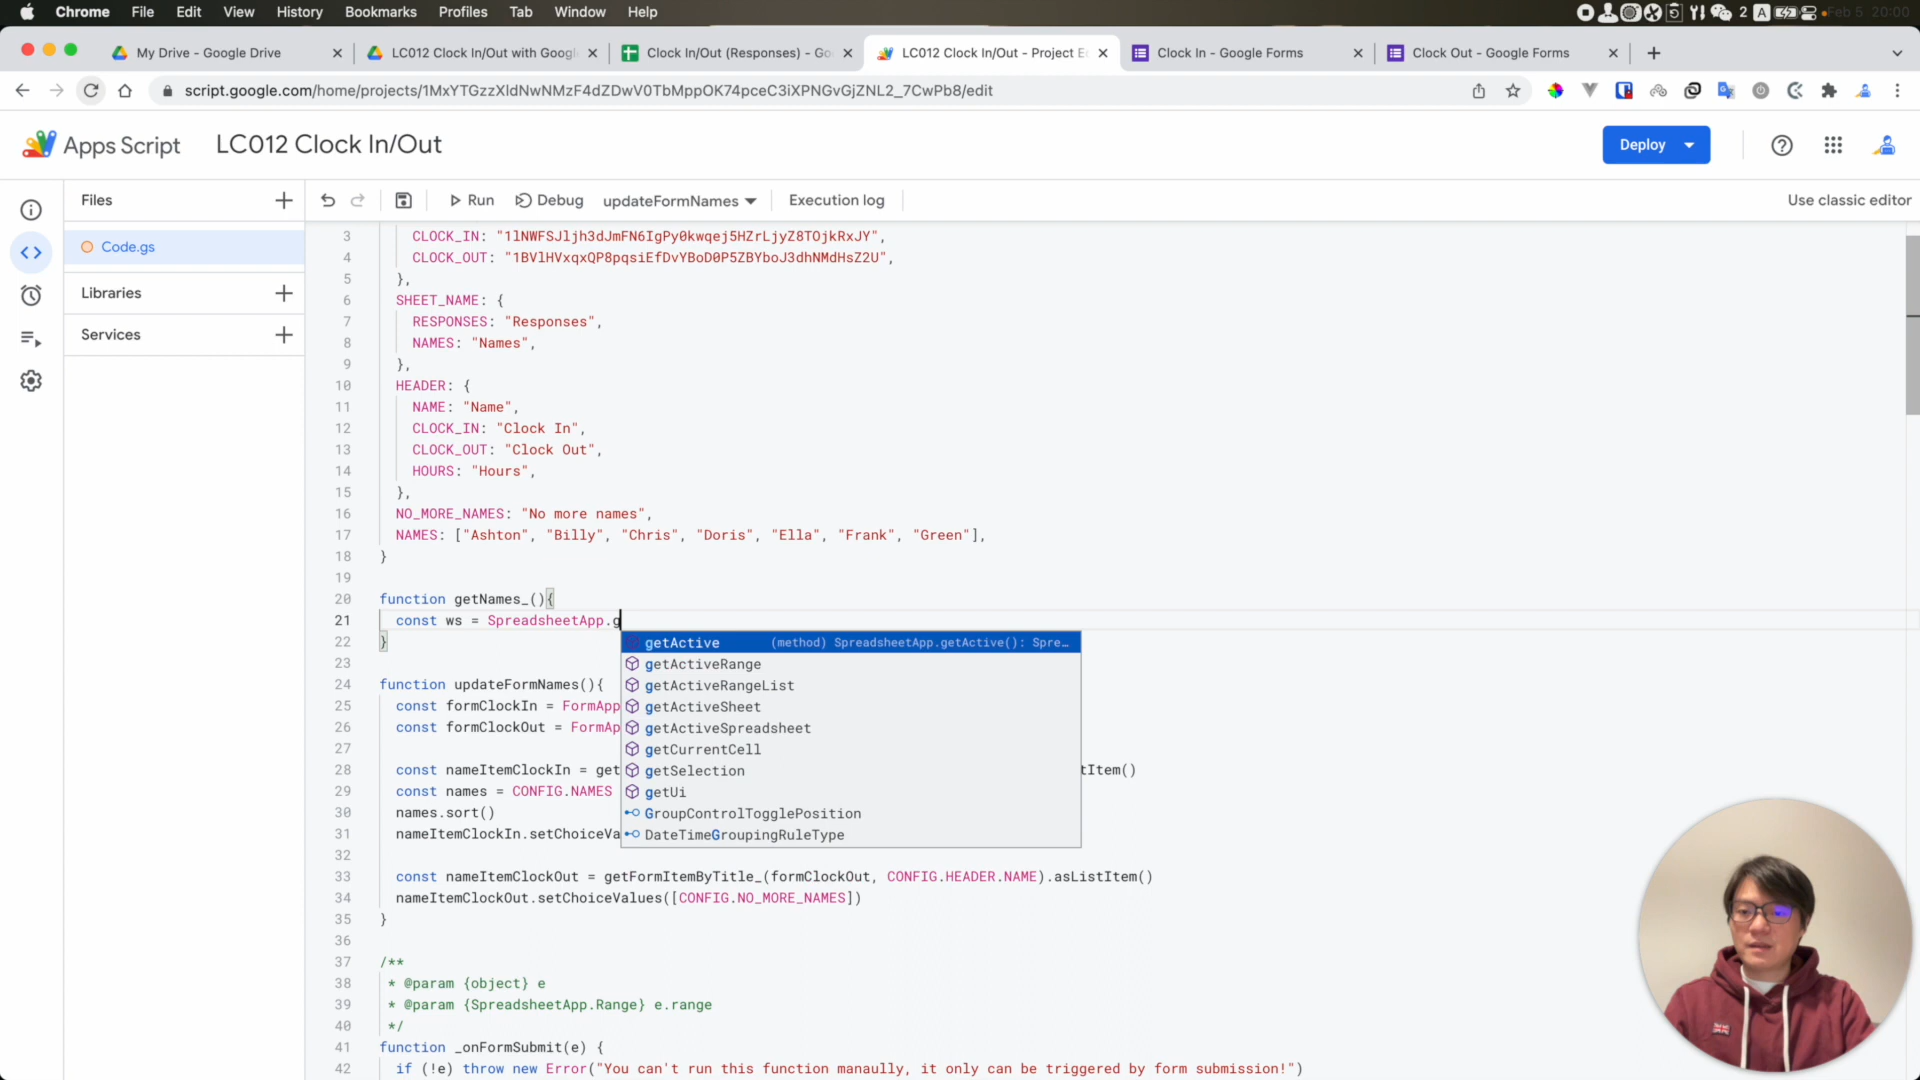 Chrome File Edit View History Bookmarks Profiles Tab Window Help 2 A Feb 5 20:00
My Drive - Google Drive LC012 Clock In/Out with Googl Clock In/Out (Responses) - Go LC012 Clock In/Out - Project E Clock In - Google Forms Clock Out - Google Forms
script.google.com/home/projects/1MxYTGzzXldNwNMzF4dZDwV0TbMppOK74pceC3iXPNGvGjZNL2_7CwPb8/edit
Apps Script LC012 Clock In/Out Deploy
Files Run Debug updateFormNames Execution log Use classic editor
Code.gs
Libraries
Services
3 CLOCK_IN: "1lNWFSJljh3dJmFN6IgPy0kwqej5HZrLjyZ8TOjkRxJY",
4 CLOCK_OUT: "1BVlHVxqxQP8pqsiEfDvYBoD0P5ZBYboJ3dhNMdHsZ2U",
5 },
6 SHEET_NAME: {
7 RESPONSES: "Responses",
8 NAMES: "Names",
9 },
10 HEADER: {
11 NAME: "Name",
12 CLOCK_IN: "Clock In",
13 CLOCK_OUT: "Clock Out",
14 HOURS: "Hours",
15 },
16 NO_MORE_NAMES: "No more names",
17 NAMES: ["Ashton", "Billy", "Chris", "Doris", "Ella", "Frank", "Green"],
18 }
19
20 function getNames_(){
21 const ws = SpreadsheetApp.g
22 }
getActive (method) SpreadsheetApp.getActive(): Spre…
23
getActiveRange
24 function updateFormNames(){
getActiveRangeList
25 const formClockIn = FormApp
getActiveSheet
26 const formClockOut = FormAp
getActiveSpreadsheet
27
getCurrentCell
28 const nameItemClockIn = get tItem()
getSelection
29 const names = CONFIG.NAMES
getUi
30 names.sort()
GroupControlTogglePosition
31 nameItemClockIn.setChoiceVa
DateTimeGroupingRuleType
32
33 const nameItemClockOut = getFormItemByTitle_(formClockOut, CONFIG.HEADER.NAME).asListItem()
34 nameItemClockOut.setChoiceValues([CONFIG.NO_MORE_NAMES])
35 }
36
37 /**
38 * @param {object} e
39 * @param {SpreadsheetApp.Range} e.range
40 */
41 function _onFormSubmit(e) {
42 if (!e) throw new Error("You can't run this function manaully, it only can be triggered by form submission!")